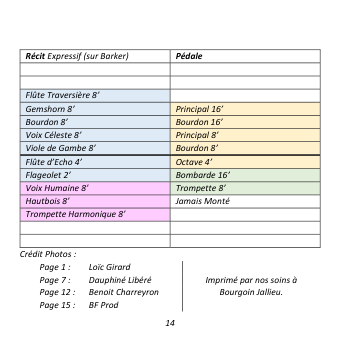 Récit Expressif (sur Barker) Pédale
Flûte Traversière 8’
Gemshorn 8’ Principal 16’
Bourdon 8’ Bourdon 16’
Voix Céleste 8’ Principal 8’
Viole de Gambe 8’ Bourdon 8’
Flûte d’Echo 4’ Octave 4’
Flageolet 2’ Bombarde 16’
Voix Humaine 8’ Trompette 8’
Hautbois 8’ Jamais Monté
Trompette Harmonique 8’
Crédit Photos :
Page 1 : Loïc Girard
Page 7 : Dauphiné Libéré
Page 12 : Benoit Charreyron
Page 15 : BF Prod
Imprimé par nos soins à
Bourgoin Jallieu.
14